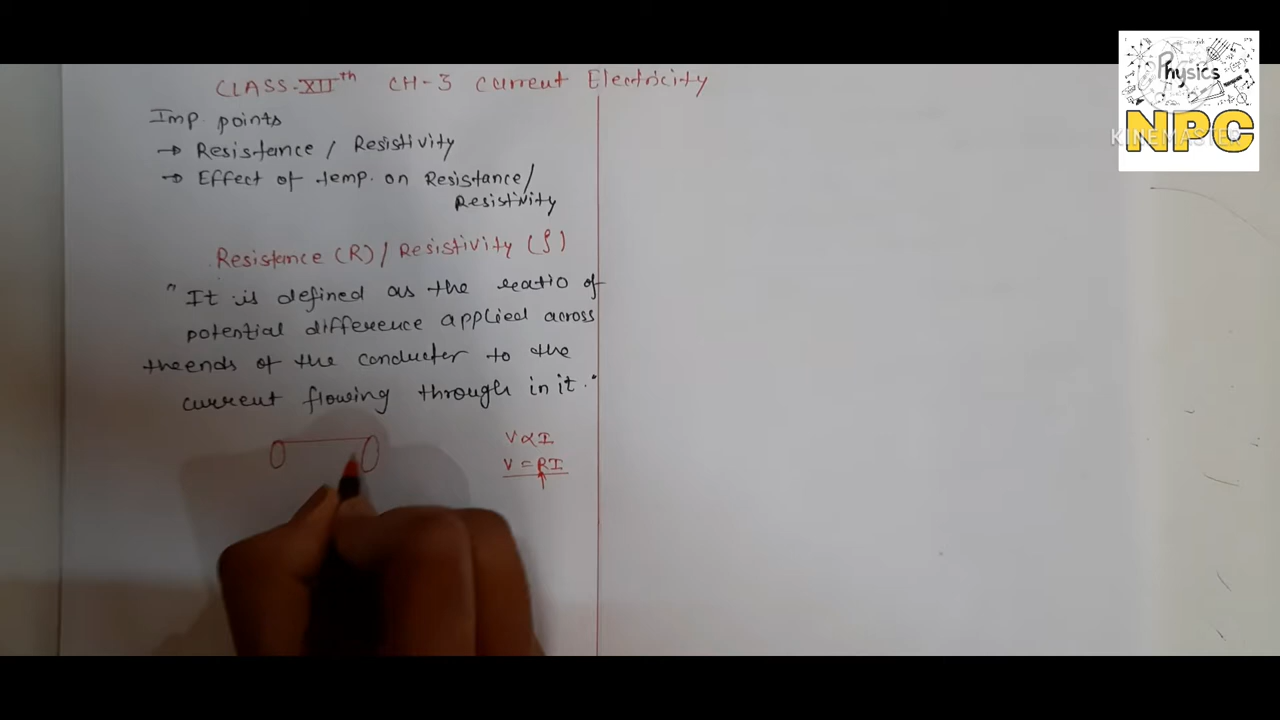 CLASS-XIIth CH-3 Current Electricity
Imp. points
→ Resistance / Resistivity
→ Effect of temp. on Resistance/
Resistivity
Resistance (R) / Resistivity (ρ)
"It is defined as the ratio of
potential difference applied across
the ends of the conductor to the
current flowing through in it."
V ∝ I
V = RI
Physics
NPC
KINEMASTER